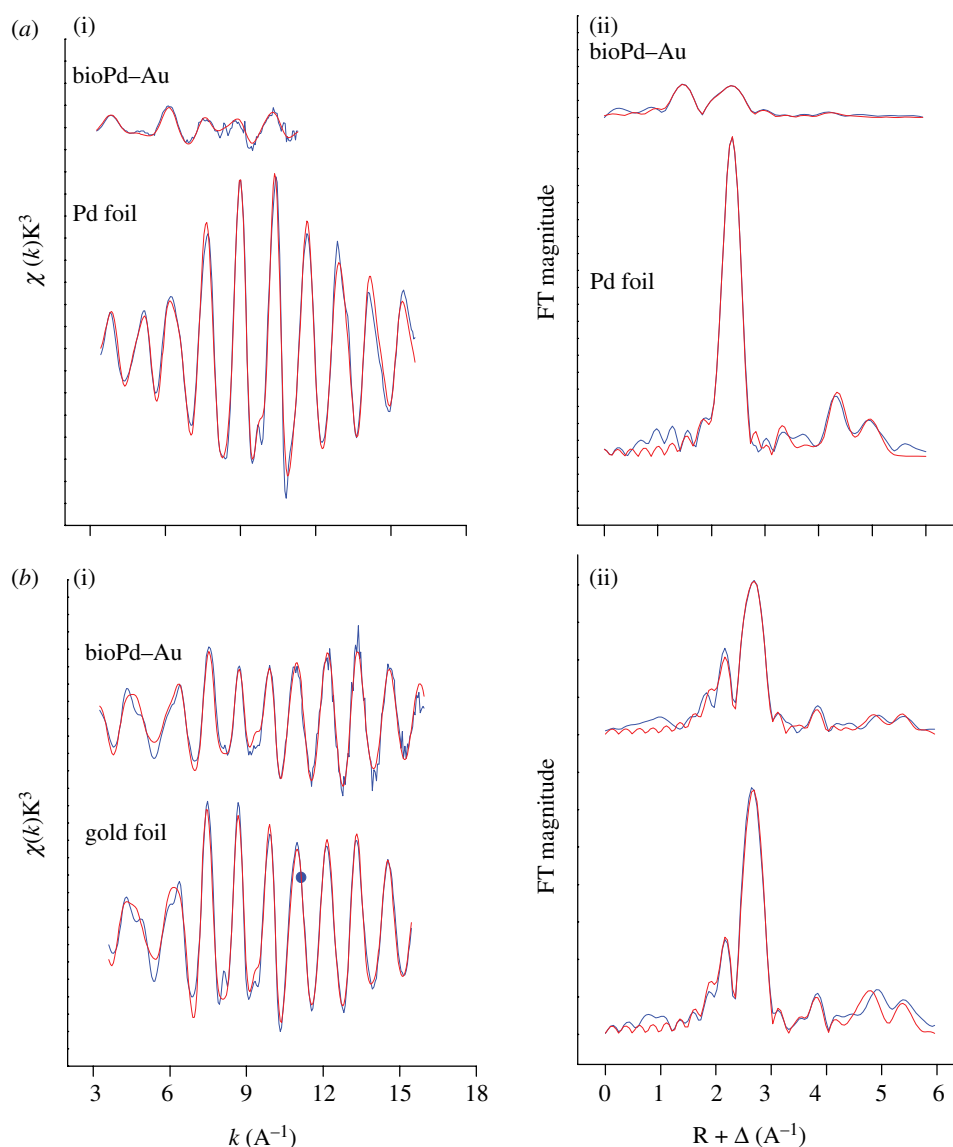 (a) (i)
bioPd–Au
Pd foil
χ (k)K³
(ii)
bioPd–Au
Pd foil
FT magnitude
(b) (i)
bioPd–Au
gold foil
χ(k)K³
3 6 9 12 15 18
k (A⁻¹)
(ii)
FT magnitude
0 1 2 3 4 5 6
R + Δ (A⁻¹)